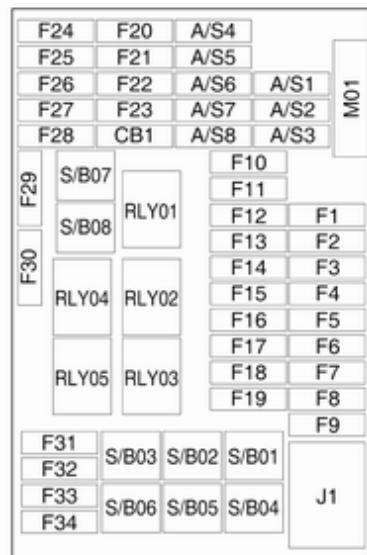 F24 F20 A/S4
F25 F21 A/S5
F26 F22 A/S6 A/S1
F27 F23 A/S7 A/S2
F28 CB1 A/S8 A/S3
M01
F29
S/B07
RLY01
F10
F11
S/B08
F12 F1
F30
F13 F2
F14 F3
RLY04 RLY02
F15 F4
F16 F5
F17 F6
RLY05 RLY03
F18 F7
F19 F8
F9
F31
S/B03 S/B02 S/B01
F32
F33
J1
S/B06 S/B05 S/B04
F34